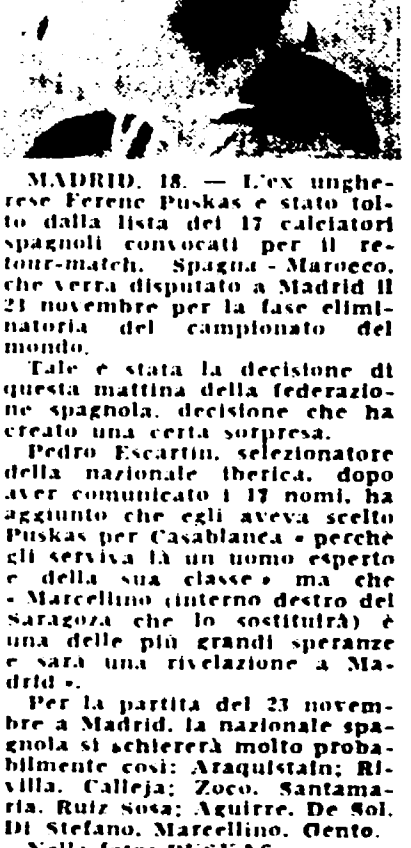 MADRID, 18. — L'ex unghe-
rese Ferenc Puskas è stato tol-
to dalla lista dei 17 calciatori
spagnoli convocati per il re-
tour-match. Spagna - Marocco,
che verrà disputato a Madrid il
23 novembre per la fase elimi-
natoria del campionato del
mondo.
Tale è stata la decisione di
questa mattina della federazio-
ne spagnola, decisione che ha
creato una certa sorpresa.
Pedro Escartin, selezionatore
della nazionale iberica, dopo
aver comunicato i 17 nomi, ha
aggiunto che egli aveva scelto
Puskas per Casablanca « perchè
gli serviva là un uomo esperto
e della sua classe » ma che
« Marcellino (interno destro del
Saragoza che lo sostituirà) è
una delle più grandi speranze
e sarà una rivelazione a Ma-
drid ».
Per la partita del 23 novem-
bre a Madrid, la nazionale spa-
gnola si schiererà molto proba-
bilmente così: Araquistain; Ri-
villa, Calleja; Zoco, Santama-
ria, Ruiz Sosa; Aguirre, De Sol,
Di Stefano, Marcellino, Gento.
Nella foto: PUSKAS